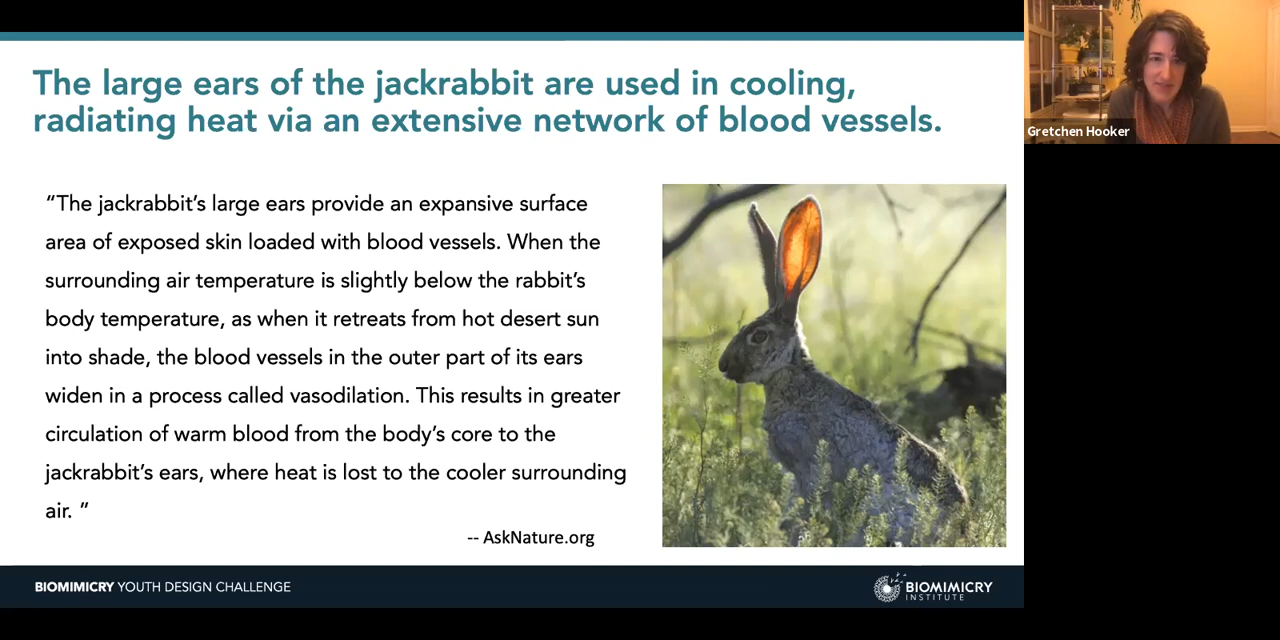 The large ears of the jackrabbit are used in cooling,
radiating heat via an extensive network of blood vessels.
Gretchen Hooker
“The jackrabbit’s large ears provide an expansive surface
area of exposed skin loaded with blood vessels. When the
surrounding air temperature is slightly below the rabbit’s
body temperature, as when it retreats from hot desert sun
into shade, the blood vessels in the outer part of its ears
widen in a process called vasodilation. This results in greater
circulation of warm blood from the body’s core to the
jackrabbit’s ears, where heat is lost to the cooler surrounding
air. ”
-- AskNature.org
BIOMIMICRY YOUTH DESIGN CHALLENGE
BIOMIMICRY
INSTITUTE